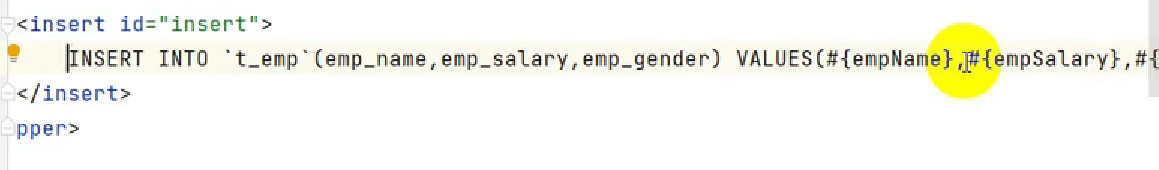 <insert id="insert">
INSERT INTO `t_emp`(emp_name,emp_salary,emp_gender) VALUES(#{empName},#{empSalary},#{
</insert>
pper>